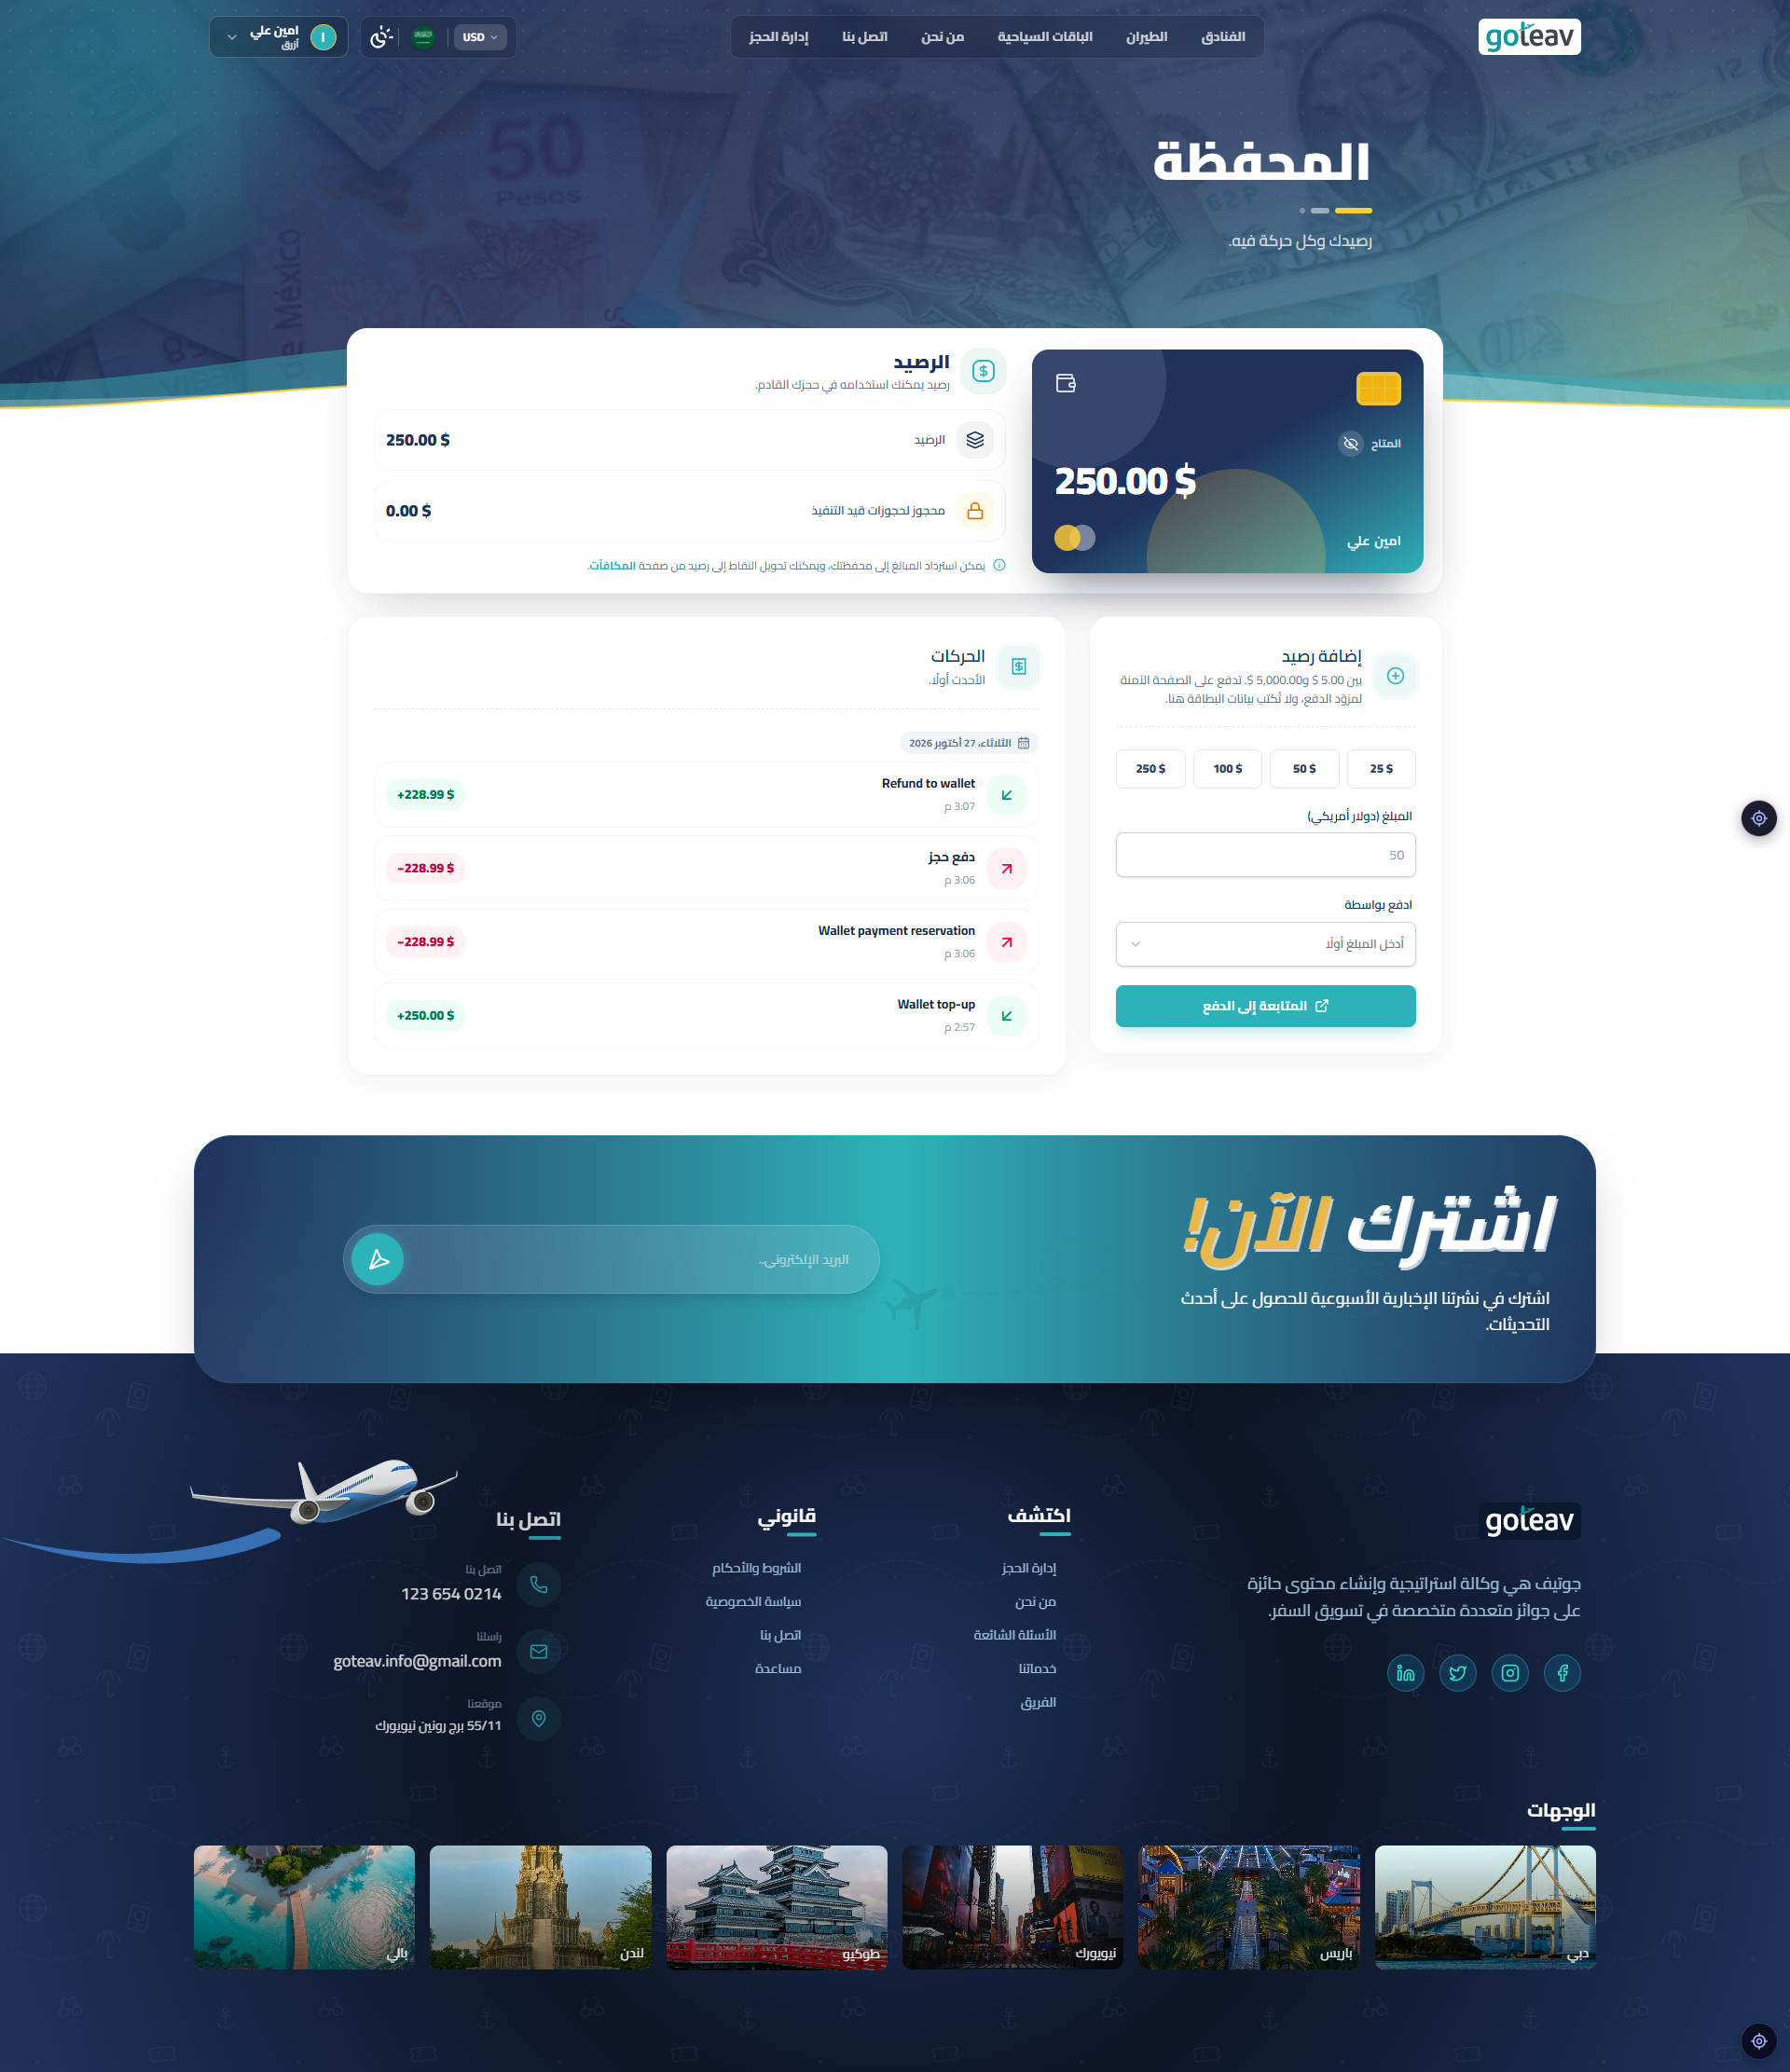 goteav
الفنادق
الطيران
الباقات السياحية
من نحن
اتصل بنا
إدارة الحجز
USD
امين علي
أزرق
ا
50
Pesos
المحفظة
رصيدك وكل حركة فيه.
المتاح
250.00 $
امين علي
الرصيد
رصيد يمكنك استخدامه في حجزك القادم.
الرصيد
250.00 $
محجوز لحجوزات قيد التنفيذ
0.00 $
يمكن استرداد المبالغ إلى محفظتك، ويمكنك تحويل النقاط إلى رصيد من صفحة المكافآت.
إضافة رصيد
بين 5.00 $ و5,000.00 $. تدفع على الصفحة الآمنة
لمزوّد الدفع، ولا تُكتب بيانات البطاقة هنا.
25 $
50 $
100 $
250 $
المبلغ (دولار أمريكي)
50
ادفع بواسطة
أدخل المبلغ أولًا
المتابعة إلى الدفع
الحركات
الأحدث أولًا.
الثلاثاء، 27 أكتوبر 2026
Refund to wallet
3:07 م
+228.99 $
دفع حجز
3:06 م
−228.99 $
Wallet payment reservation
3:06 م
−228.99 $
Wallet top-up
2:57 م
+250.00 $
اشترك الآن!
اشترك في نشرتنا الإخبارية الأسبوعية للحصول على أحدث
التحديثات.
البريد الإلكتروني..
goteav
جوتيف هي وكالة استراتيجية وإنشاء محتوى حائزة
على جوائز متعددة متخصصة في تسويق السفر.
اكتشف
إدارة الحجز
من نحن
الأسئلة الشائعة
خدماتنا
الفريق
قانوني
الشروط والأحكام
سياسة الخصوصية
اتصل بنا
مساعدة
اتصل بنا
اتصل بنا
123 654 0214
راسلنا
goteav.info@gmail.com
موقعنا
55/11 برج رونين نيويورك
الوجهات
دبي
باريس
نيويورك
طوكيو
لندن
بالي